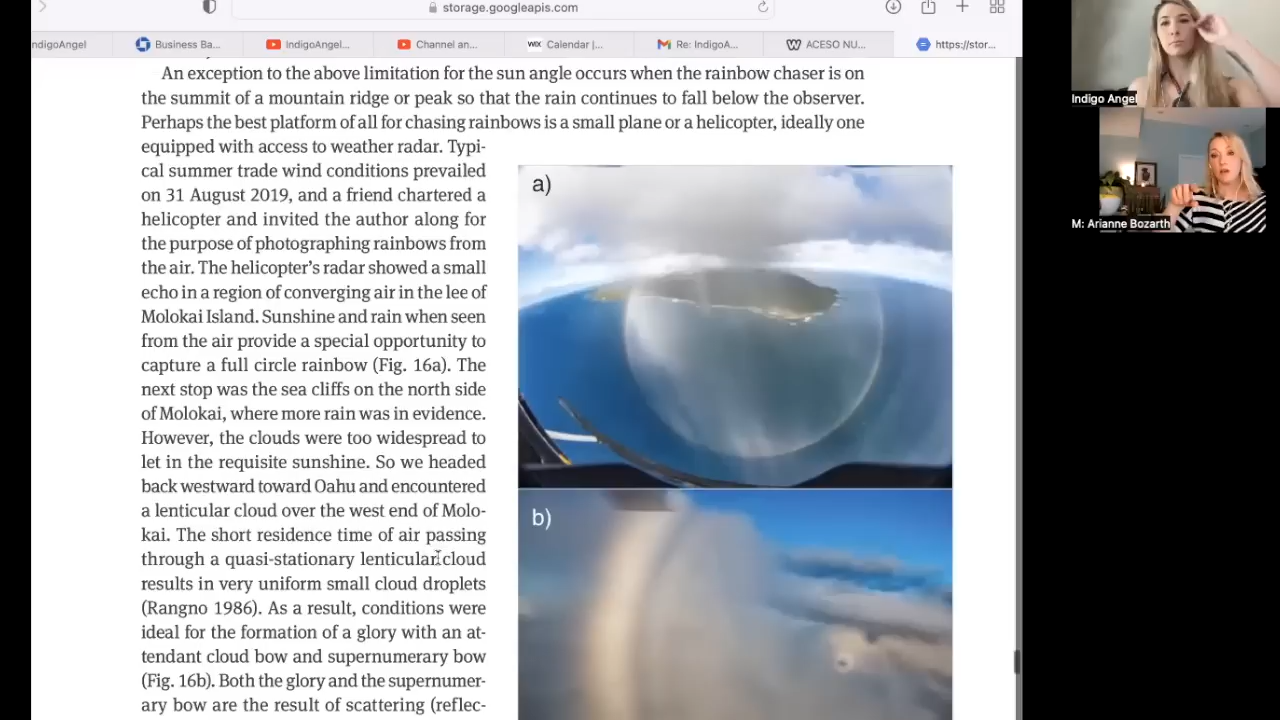 storage.googleapis.com
ndigoAngel
Business Ba...
IndigoAngel...
Channel an...
WIX Calendar |...
Re: IndigoA...
ACESO NU...
https://stor...
An exception to the above limitation for the sun angle occurs when the rainbow chaser is on
the summit of a mountain ridge or peak so that the rain continues to fall below the observer.
Perhaps the best platform of all for chasing rainbows is a small plane or a helicopter, ideally one
equipped with access to weather radar. Typi-
cal summer trade wind conditions prevailed
on 31 August 2019, and a friend chartered a
helicopter and invited the author along for
the purpose of photographing rainbows from
the air. The helicopter’s radar showed a small
echo in a region of converging air in the lee of
Molokai Island. Sunshine and rain when seen
from the air provide a special opportunity to
capture a full circle rainbow (Fig. 16a). The
next stop was the sea cliffs on the north side
of Molokai, where more rain was in evidence.
However, the clouds were too widespread to
let in the requisite sunshine. So we headed
back westward toward Oahu and encountered
a lenticular cloud over the west end of Molo-
kai. The short residence time of air passing
through a quasi-stationary lenticular cloud
results in very uniform small cloud droplets
(Rangno 1986). As a result, conditions were
ideal for the formation of a glory with an at-
tendant cloud bow and supernumerary bow
(Fig. 16b). Both the glory and the supernumer-
ary bow are the result of scattering (reflec-
a)
b)
Indigo Angel
M: Arianne Bozarth